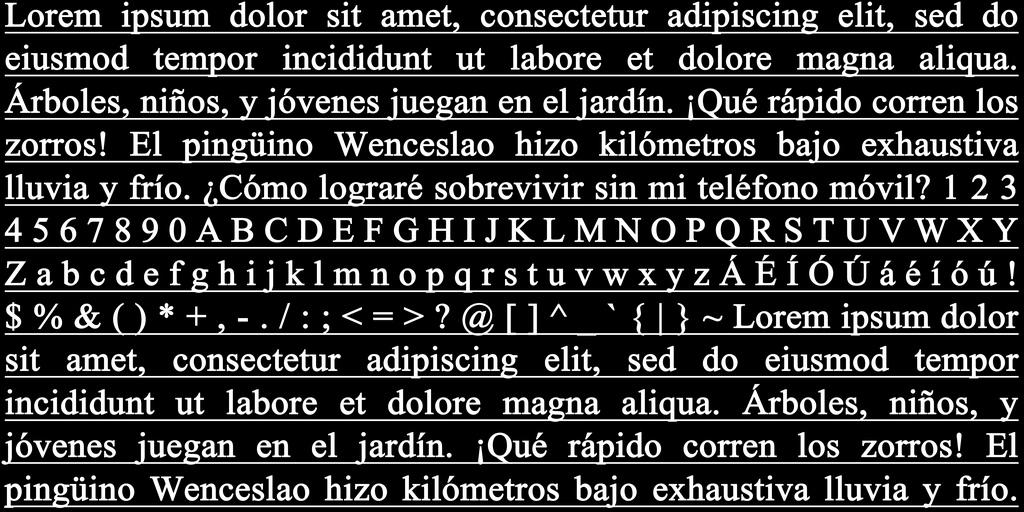 Lorem ipsum dolor sit amet, consectetur adipiscing elit, sed do
eiusmod tempor incididunt ut labore et dolore magna aliqua.
Árboles, niños, y jóvenes juegan en el jardín. ¡Qué rápido corren los
zorros! El pingüino Wenceslao hizo kilómetros bajo exhaustiva
lluvia y frío. ¿Cómo lograré sobrevivir sin mi teléfono móvil? 1 2 3
4 5 6 7 8 9 0 A B C D E F G H I J K L M N O P Q R S T U V W X Y
Z a b c d e f g h i j k l m n o p q r s t u v w x y z Á É Í Ó Ú á é í ó ú !
$ % & ( ) * + , - . / : ; < = > ? @ [ ] ^ _ ` { | } ~ Lorem ipsum dolor
sit amet, consectetur adipiscing elit, sed do eiusmod tempor
incididunt ut labore et dolore magna aliqua. Árboles, niños, y
jóvenes juegan en el jardín. ¡Qué rápido corren los zorros! El
pingüino Wenceslao hizo kilómetros bajo exhaustiva lluvia y frío.